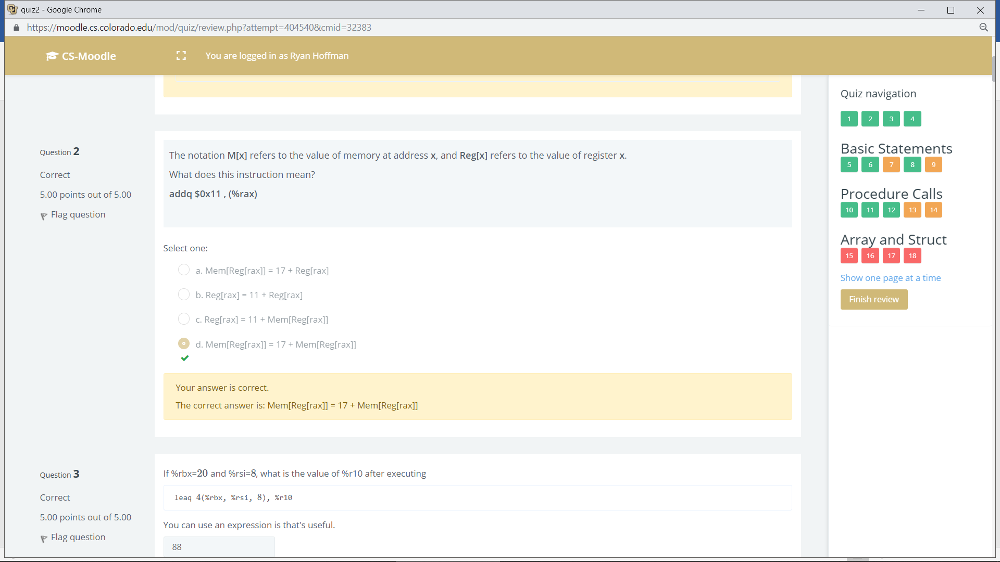 quiz2 - Google Chrome
https://moodle.cs.colorado.edu/mod/quiz/review.php?attempt=404540&cmid=32383
CS-Moodle
You are logged in as Ryan Hoffman
Question 2
Correct
5.00 points out of 5.00
Flag question
The notation M[x] refers to the value of memory at address x, and Reg[x] refers to the value of register x.
What does this instruction mean?
addq $0x11 , (%rax)
Select one:
a. Mem[Reg[rax]] = 17 + Reg[rax]
b. Reg[rax] = 11 + Reg[rax]
c. Reg[rax] = 11 + Mem[Reg[rax]]
d. Mem[Reg[rax]] = 17 + Mem[Reg[rax]]
Your answer is correct.
The correct answer is: Mem[Reg[rax]] = 17 + Mem[Reg[rax]]
Question 3
Correct
5.00 points out of 5.00
Flag question
If %rbx=20 and %rsi=8, what is the value of %r10 after executing
leaq 4(%rbx, %rsi, 8), %r10
You can use an expression is that's useful.
88
Quiz navigation
1 2 3 4
Basic Statements
5 6 7 8 9
Procedure Calls
10 11 12 13 14
Array and Struct
15 16 17 18
Show one page at a time
Finish review